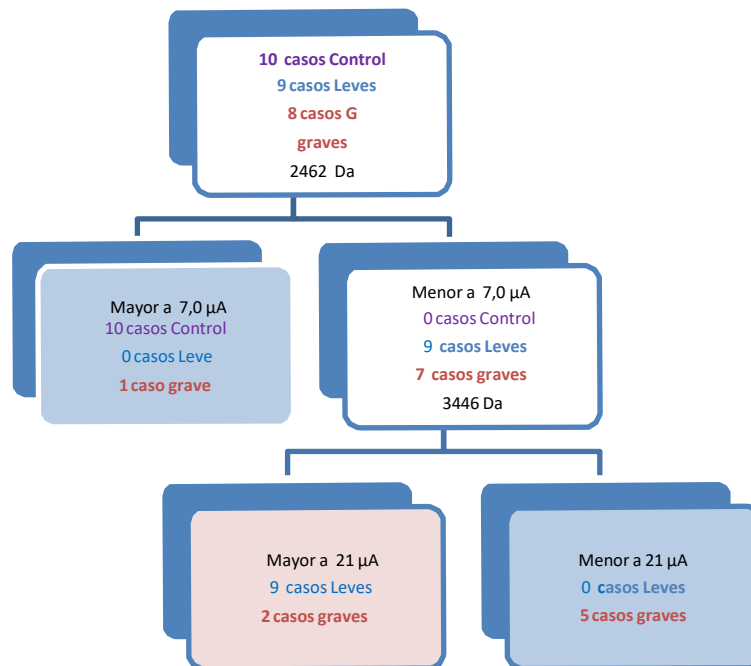 10 casos Control
9 casos Leves
8 casos G
graves
2462 Da
Mayor a 7,0 µA
10 casos Control
0 casos Leve
1 caso grave
Menor a 7,0 µA
0 casos Control
9 casos Leves
7 casos graves
3446 Da
Mayor a 21 µA
9 casos Leves
2 casos graves
Menor a 21 µA
0 casos Leves
5 casos graves